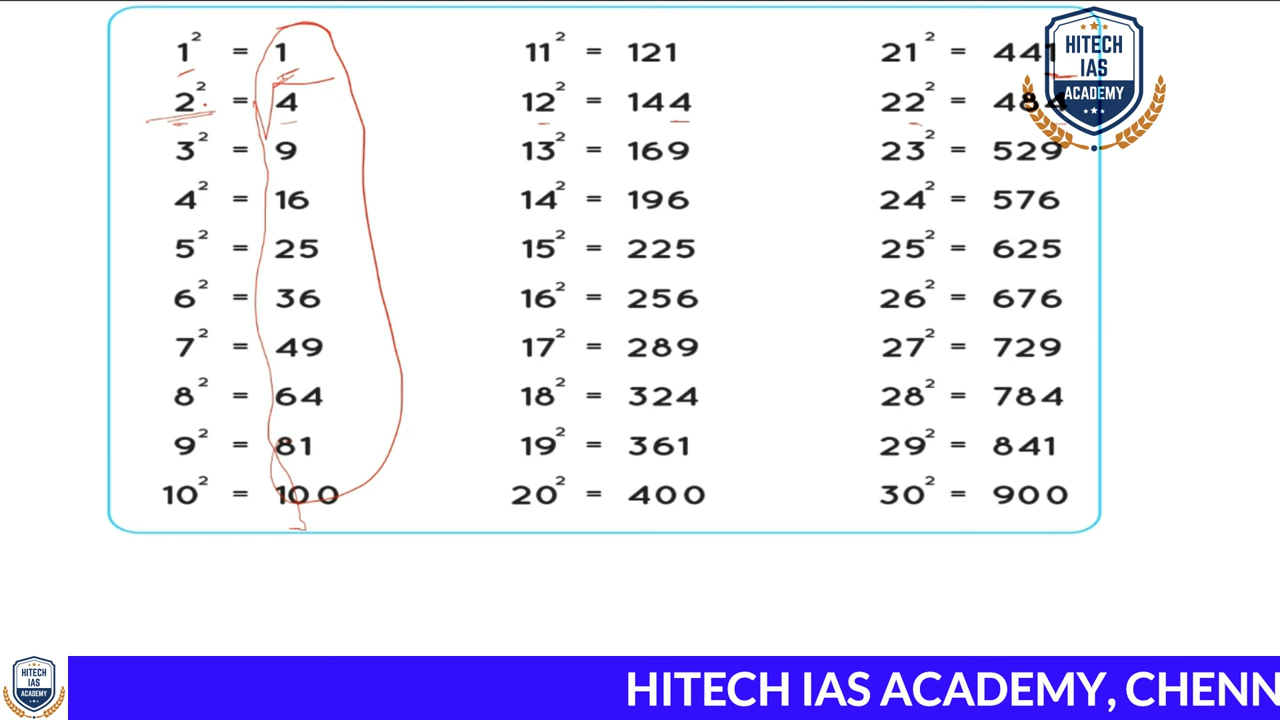 1² = 1
2² = 4
3² = 9
4² = 16
5² = 25
6² = 36
7² = 49
8² = 64
9² = 81
10² = 100
11² = 121
12² = 144
13² = 169
14² = 196
15² = 225
16² = 256
17² = 289
18² = 324
19² = 361
20² = 400
21² = 441
22² = 484
23² = 529
24² = 576
25² = 625
26² = 676
27² = 729
28² = 784
29² = 841
30² = 900
HITECH
IAS
ACADEMY
HITECH
IAS
ACADEMY
HITECH IAS ACADEMY, CHENN